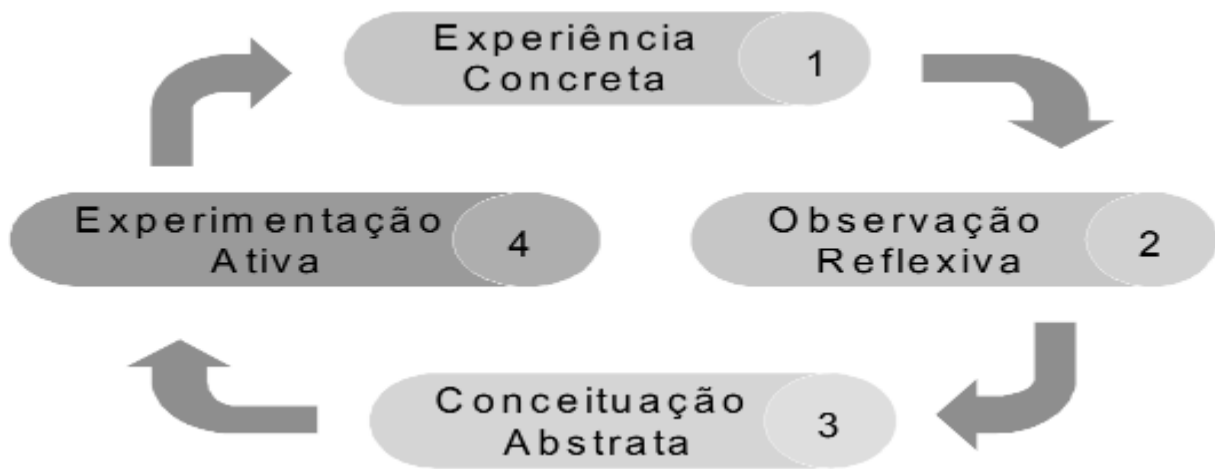 Experiência
Concreta
1
Observação
Reflexiva
2
Conceituação
Abstrata
3
Experimentação
Ativa
4